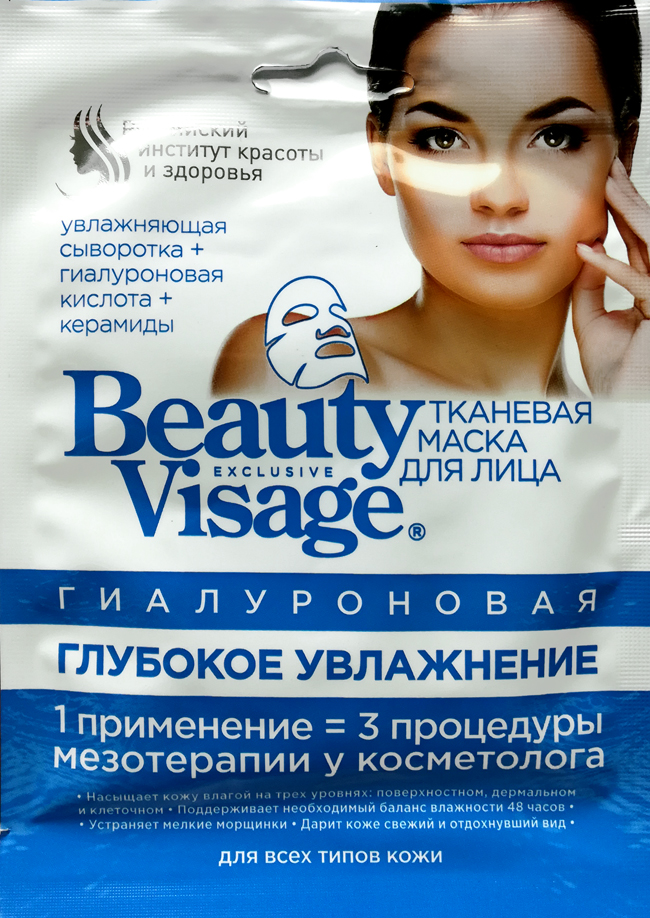 институт красоты
и здоровья
увлажняющая
сыворотка +
гиалуроновая
кислота +
керамиды
Beauty
EXCLUSIVE
Visage®
ТКАНЕВАЯ
МАСКА
ДЛЯ ЛИЦА
ГИАЛУРОНОВАЯ
ГЛУБОКОЕ УВЛАЖНЕНИЕ
1 применение = 3 процедуры
мезотерапии у косметолога
• Насыщает кожу влагой на трех уровнях: поверхностном, дермальном
и клеточном • Поддерживает необходимый баланс влажности 48 часов •
• Устраняет мелкие морщинки • Дарит коже свежий и отдохнувший вид •
для всех типов кожи